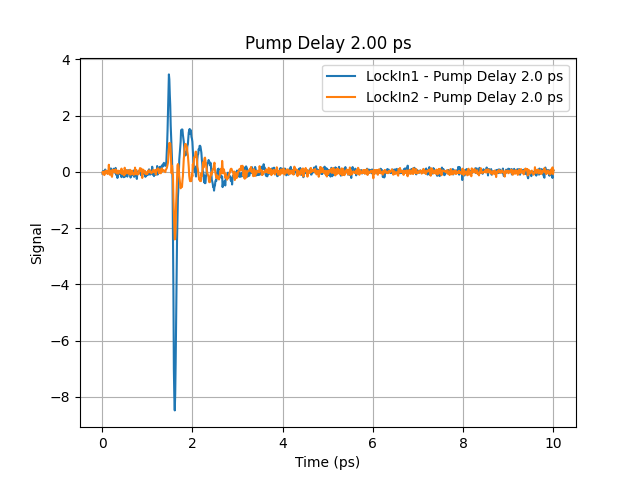 Pump Delay 2.00 ps
LockIn1 - Pump Delay 2.0 ps
LockIn2 - Pump Delay 2.0 ps
4
2
0
−2
−4
−6
−8
Signal
0 2 4 6 8 10
Time (ps)